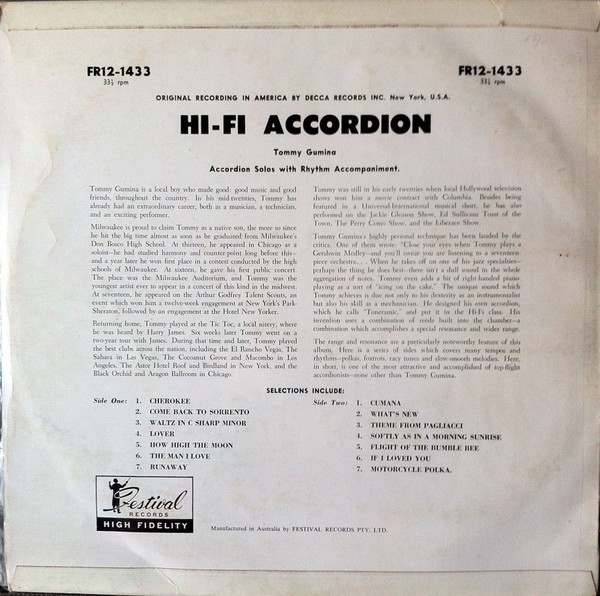 FR12-1433
33⅓ rpm
FR12-1433
33⅓ rpm
ORIGINAL RECORDING IN AMERICA BY DECCA RECORDS INC. New York, U.S.A.
HI-FI ACCORDION
Tommy Gumina
Accordion Solos with Rhythm Accompaniment.
Tommy Gumina is a local boy who made good: good music and good
friends, throughout the country. In his mid-twenties, Tommy has
already had an extraordinary career, both as a musician, a technician,
and an exciting performer.
Milwaukee is proud to claim Tommy as a native son, the more so since
he hit the big time almost as soon as he graduated from Milwaukee's
Don Bosco High School. At thirteen, he appeared in Chicago as a
soloist—he had studied harmony and counter-point long before this—
and a year later he won first place in a contest conducted by the high
schools of Milwaukee. At sixteen, he gave his first public concert.
The place was the Milwaukee Auditorium, and Tommy was the
youngest artist ever to appear in a concert of this kind in the midwest.
At seventeen, he appeared on the Arthur Godfrey Talent Scouts, an
event which won him a twelve-week engagement at New York's Park-
Sheraton, followed by an engagement at the Hotel New Yorker.
Returning home, Tommy played at the Tic Toc, a local nitery, where
he was heard by Harry James. Six weeks later Tommy went on a
two-year tour with James. During that time and later, Tommy played
the best clubs across the nation, including the El Rancho Vegas, The
Sahara in Las Vegas, The Cocoanut Grove and Macombo in Los
Angeles, The Astor Hotel Roof and Birdland in New York, and the
Black Orchid and Aragon Ballroom in Chicago.
Tommy was still in his early twenties when local Hollywood television
shows won him a movie contract with Columbia. Besides being
featured in a Universal-International musical short, he has also
performed on the Jackie Gleason Show, Ed Sullivans Toast of the
Town, The Perry Como Show, and the Liberace Show.
Tommy Gumina's highly personal technique has been lauded by the
critics. One of them wrote: "Close your eyes when Tommy plays a
Gershwin Medley—and you'll swear you are listening to a seventeen
piece orchestra. . . When he takes off on one of his jazz specialties—
perhaps the thing he does best—there isn't a dull sound in the whole
aggregation of notes. Tommy even adds a bit of right-handed piano
playing as a sort of "icing on the cake." The unique sound which
Tommy achieves is due not only to his dexterity as an instrumentalist
but also his skill as a mechanician. He designed his own accordion,
which he calls "Toneramic," and put it in the Hi-Fi class. His
invention uses a combination of reeds built into the chamber—a
combination which accomplishes a special resonance and wider range.
The range and resonance are a particularly noteworthy feature of this
album. Here is a series of sides which covers many tempos and
rhythms—polkas, foxtrots, racy tunes and slow-smooth melodies. Here,
in short, is one of the most attractive and accomplished of top-flight
accordionists—none other than Tommy Gumina.
SELECTIONS INCLUDE:
Side One: 1. CHEROKEE
2. COME BACK TO SORRENTO
3. WALTZ IN C SHARP MINOR
4. LOVER
5. HOW HIGH THE MOON
6. THE MAN I LOVE
7. RUNAWAY
Side Two: 1. CUMANA
2. WHAT'S NEW
3. THEME FROM PAGLIACCI
4. SOFTLY AS IN A MORNING SUNRISE
5. FLIGHT OF THE BUMBLE BEE
6. IF I LOVED YOU
7. MOTORCYCLE POLKA.
Festival
RECORDS
HIGH FIDELITY
Manufactured in Australia by FESTIVAL RECORDS PTY. LTD.